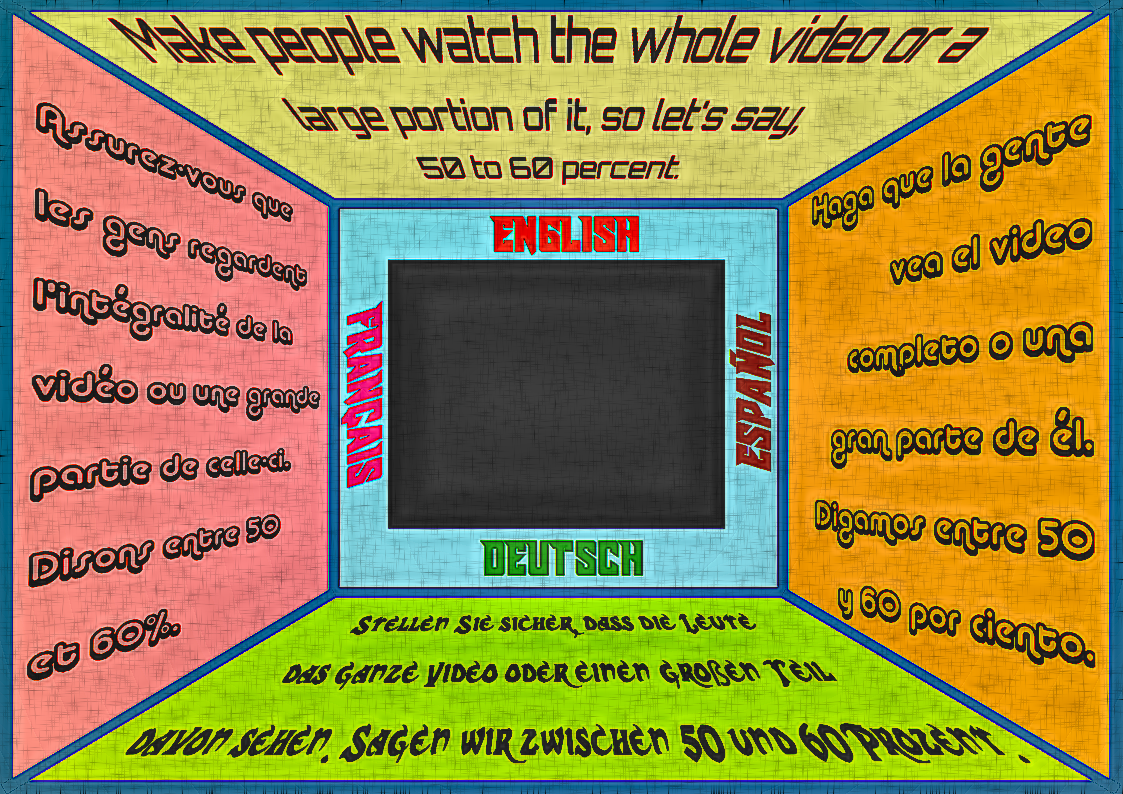 Make people watch the whole video or a
large portion of it, so let's say,
50 to 60 percent.
Assurez-vous que
les gens regardent
l'intégralité de la
vidéo ou une grande
partie de celle-ci.
Disons entre 50
et 60%.
ENGLISH
FRANÇAIS
ESPAÑOL
DEUTSCH
Haga que la gente
vea el video
completo o una
gran parte de él.
Digamos entre 50
y 60 por ciento.
Stellen Sie sicher, dass die Leute
das ganze Video oder einen großen Teil
davon sehen. Sagen wir zwischen 50 und 60 Prozent.